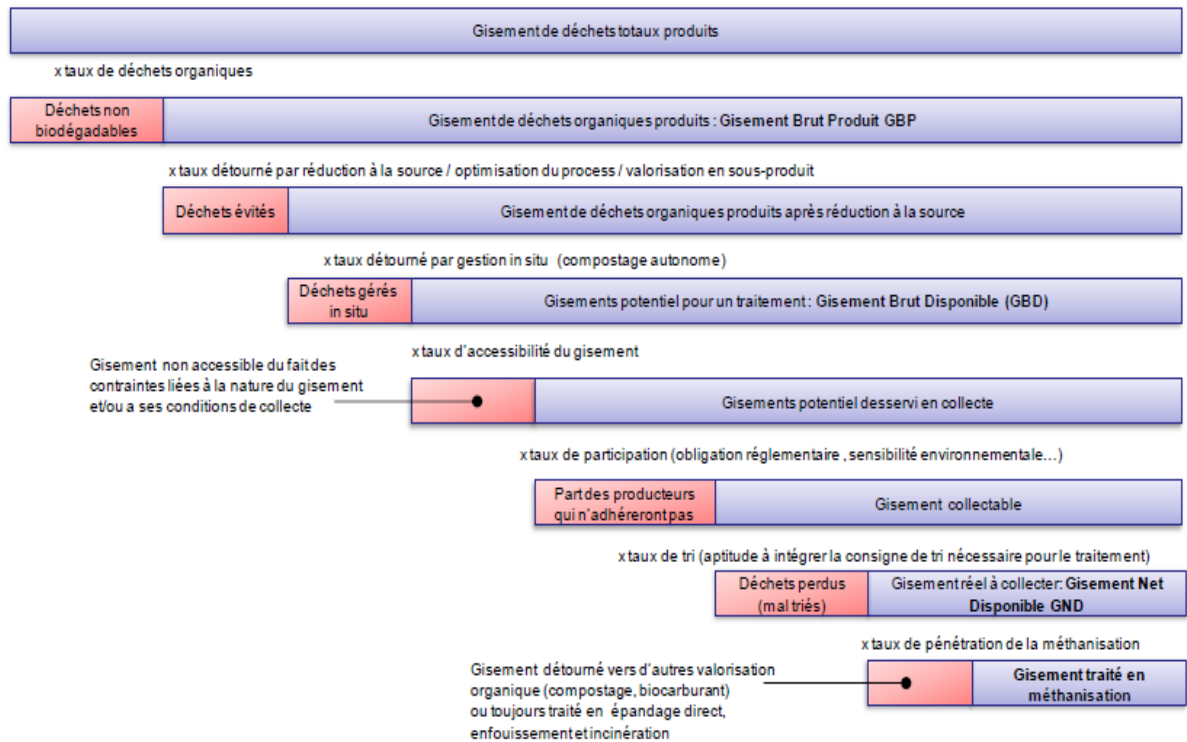 Gisement de déchets totaux produits
x taux de déchets organiques
Déchets non
biodégadables
Gisement de déchets organiques produits : Gisement Brut Produit GBP
x taux détourné par réduction à la source / optimisation du process / valorisation en sous-produit
Déchets évités
Gisement de déchets organiques produits après réduction à la source
x taux détourné par gestion in situ (compostage autonome)
Déchets gérés
in situ
Gisements potentiel pour un traitement : Gisement Brut Disponible (GBD)
x taux d'accessibilité du gisement
Gisement non accessible du fait des
contraintes liées à la nature du gisement
et/ou a ses conditions de collecte
Gisements potentiel desservi en collecte
x taux de participation (obligation réglementaire , sensibilité environnementale...)
Part des producteurs
qui n'adhéreront pas
Gisement collectable
x taux de tri (aptitude à intégrer la consigne de tri nécessaire pour le traitement)
Déchets perdus
(mal triés)
Gisement réel à collecter: Gisement Net
Disponible GND
x taux de pénétration de la méthanisation
Gisement détourné vers d'autres valorisation
organique (compostage, biocarburant)
ou toujours traité en épandage direct,
enfouissement et incinération
Gisement traité en
méthanisation